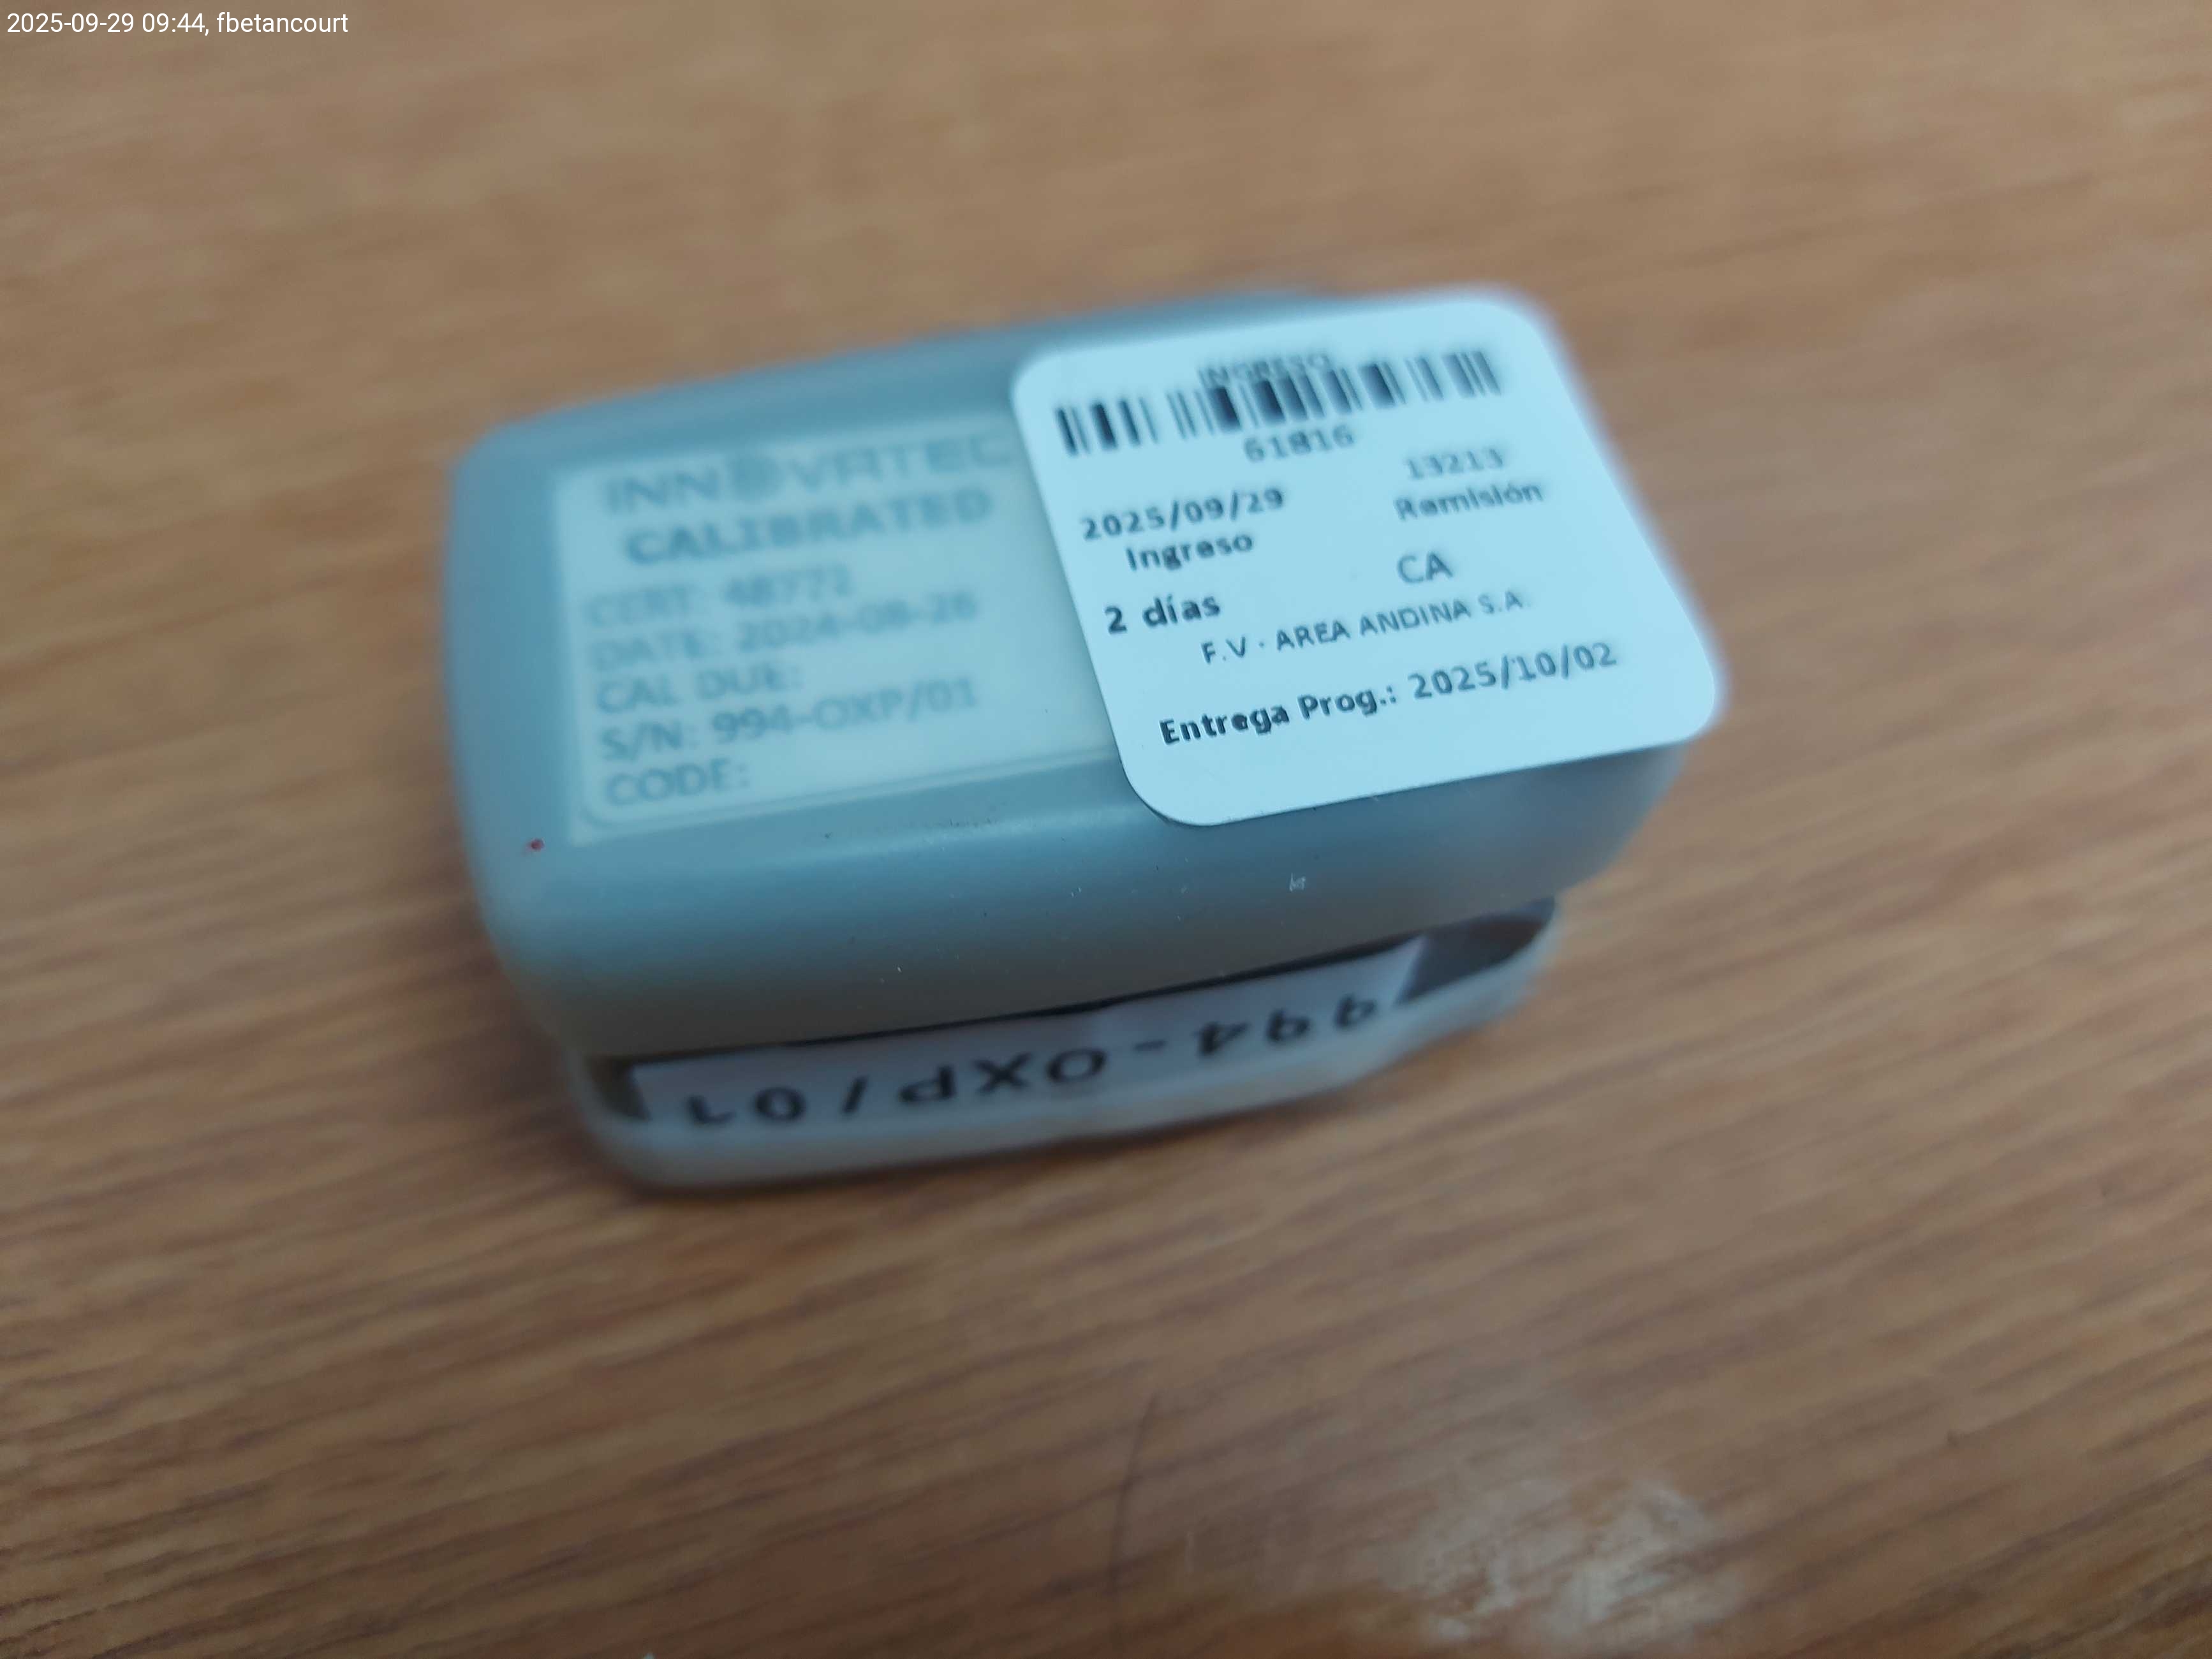 2025-09-29 09:44, fbetancourt
INNOVATEC
CALIBRATED
CERT: 48771
DATE: 2024-08-26
CAL DUE:
S/N: 994-OXP/01
CODE:
INGRESO
61816
13213
Remisión
2025/09/29
Ingreso
CA
2 días
F.V · AREA ANDINA S.A.
Entrega Prog.: 2025/10/02
994-OXP/01